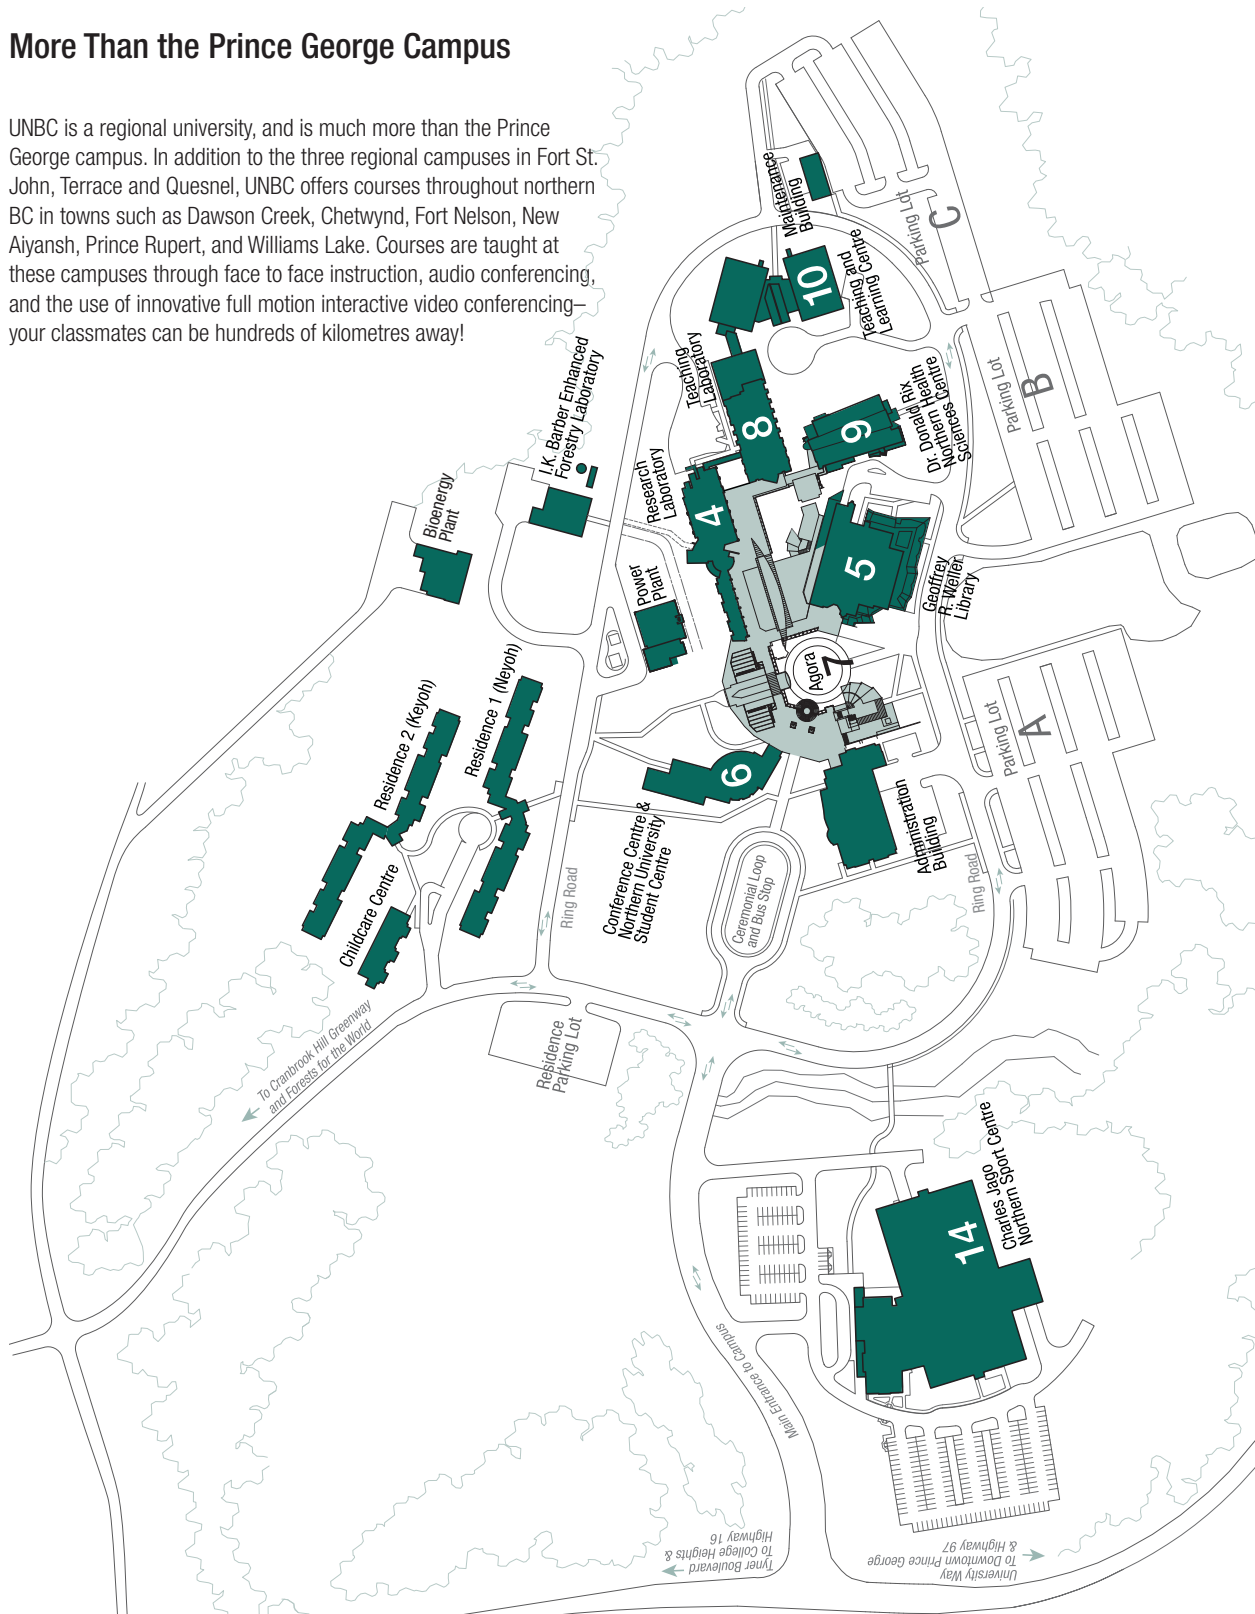 More Than the Prince George Campus
UNBC is a regional university, and is much more than the Prince
George campus. In addition to the three regional campuses in Fort St.
John, Terrace and Quesnel, UNBC offers courses throughout northern
BC in towns such as Dawson Creek, Chetwynd, Fort Nelson, New
Aiyansh, Prince Rupert, and Williams Lake. Courses are taught at
these campuses through face to face instruction, audio conferencing,
and the use of innovative full motion interactive video conferencing–
your classmates can be hundreds of kilometres away!
Maintenance
Building
Parking Lot
C
10
Teaching and
Learning Centre
Teaching
Laboratory
8
9
Dr. Donald Rix
Northern Health
Sciences Centre
Parking Lot
B
I.K. Barber Enhanced
Forestry Laboratory
Bioenergy
Plant
Research
Laboratory
4
5
Geoffrey
R. Weller
Library
Power
Plant
Agora
7
Parking Lot
A
Residence 2 (Keyoh)
Residence 1 (Neyoh)
6
Conference Centre &
Northern University
Student Centre
Administration
Building
Childcare Centre
Ring Road
Ceremonial Loop
and Bus Stop
Ring Road
To Cranbrook Hill Greenway
and Forests for the World
Residence
Parking Lot
14
Charles Jago
Northern Sport Centre
Main Entrance to Campus
Tyner Boulevard
To College Heights &
Highway 16
University Way
To Downtown Prince George
& Highway 97